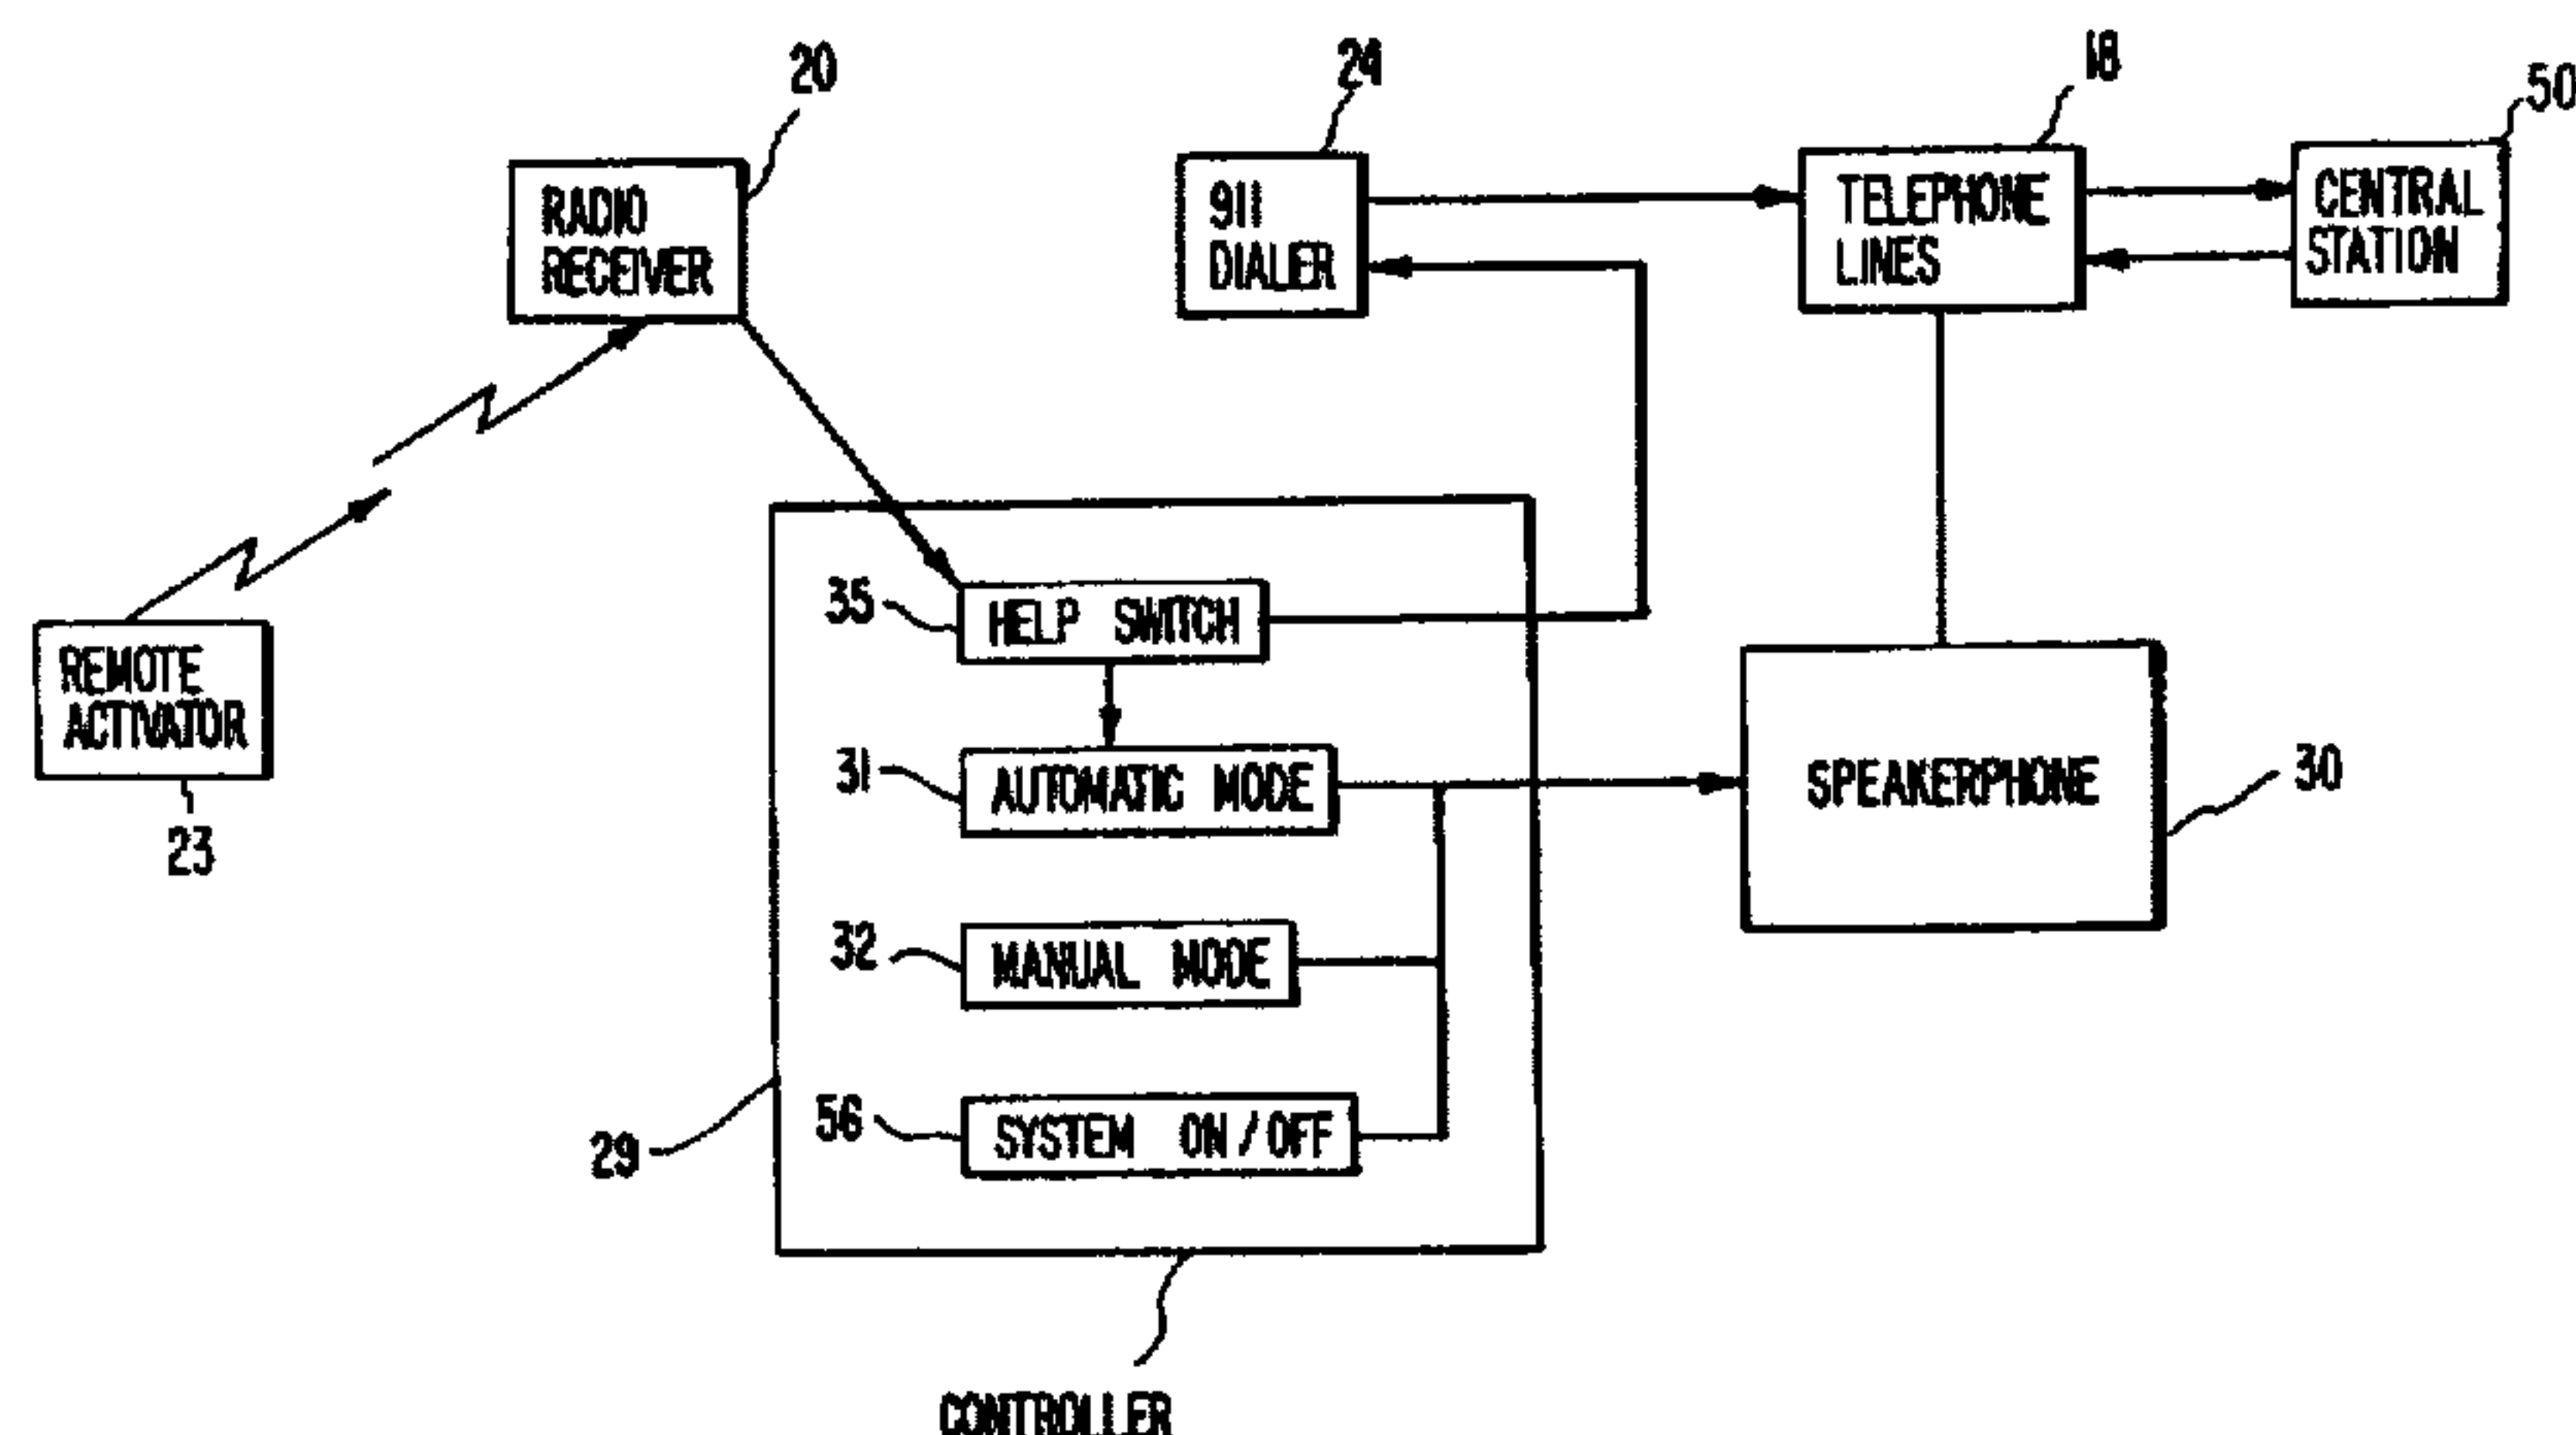 20
24
18
50
RADIO
RECEIVER
911
DIALER
TELEPHONE
LINES
CENTRAL
STATION
35
HELP SWITCH
REMOTE
ACTIVATOR
23
31
AUTOMATIC MODE
SPEAKERPHONE
30
32
MANUAL MODE
56
SYSTEM ON/OFF
29
CONTROLLER